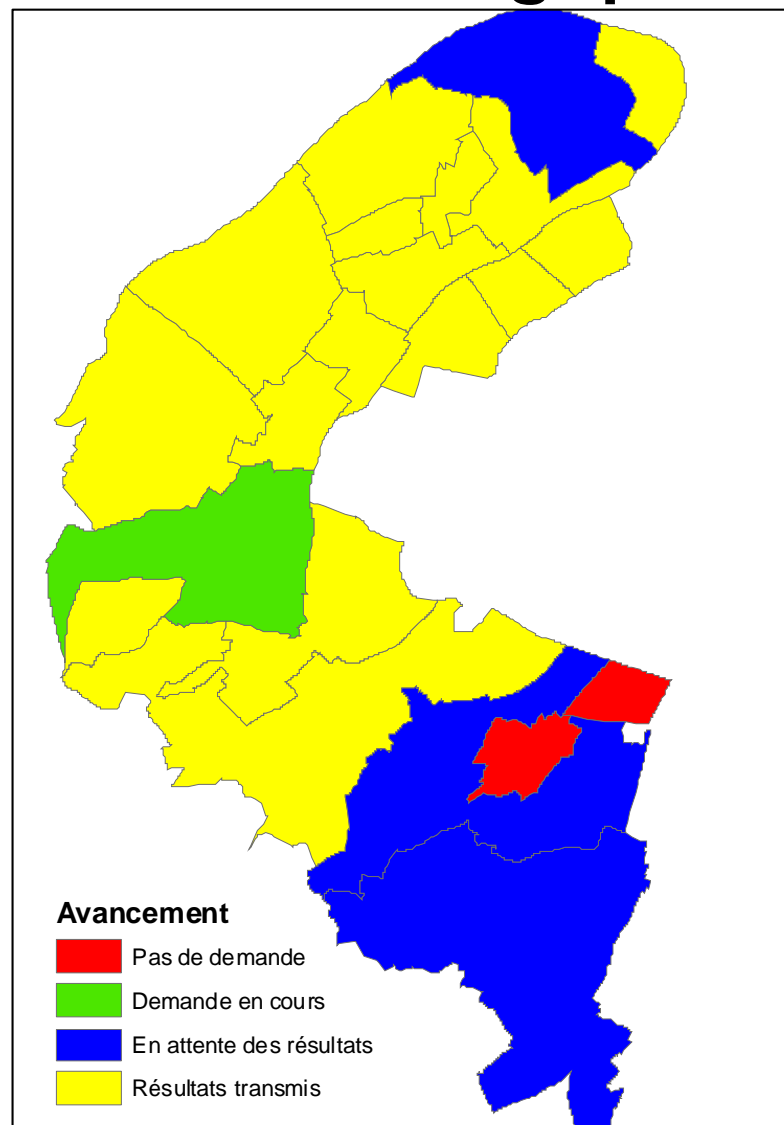 Avancement
Pas de demande
Demande en cours
En attente des résultats
Résultats transmis